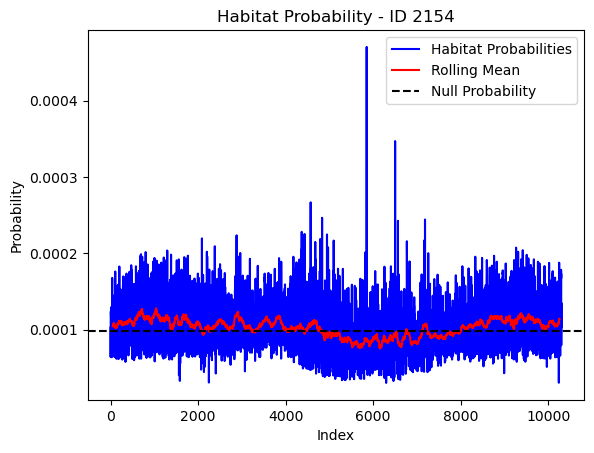 Habitat Probability - ID 2154
Habitat Probabilities
Rolling Mean
Null Probability
Probability
0.0004
0.0003
0.0002
0.0001
0
2000
4000
6000
8000
10000
Index